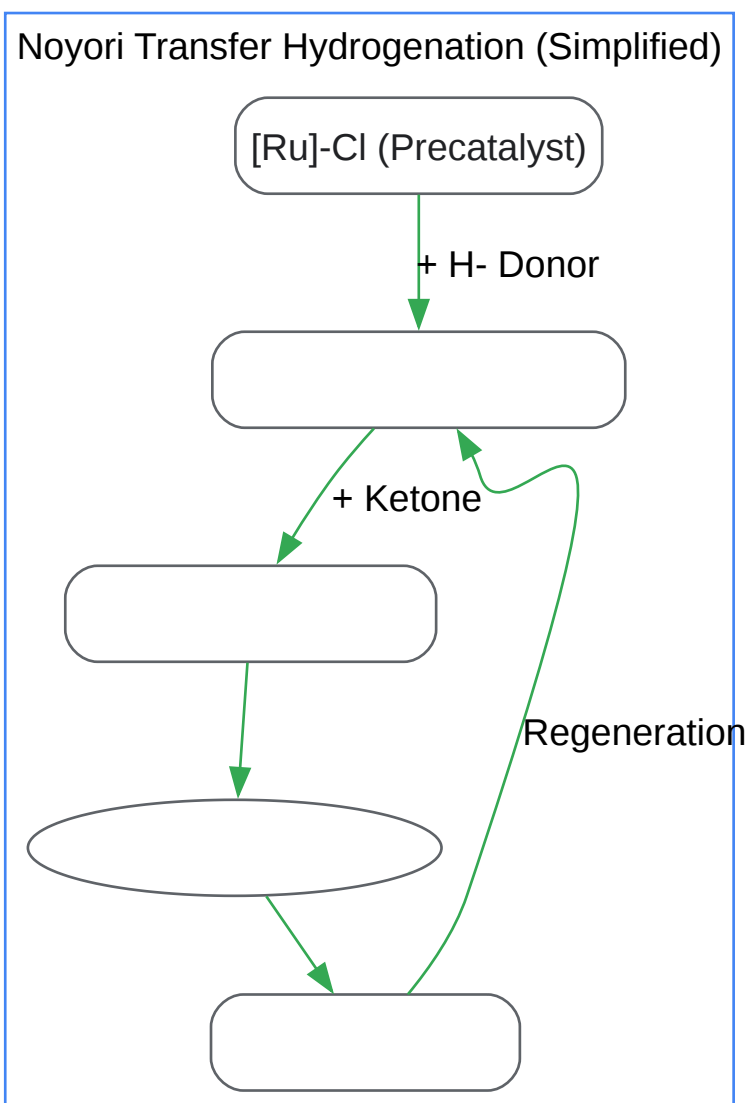 Noyori Transfer Hydrogenation (Simplified)
[Ru]-Cl (Precatalyst)
+ H- Donor
+ Ketone
Regeneration